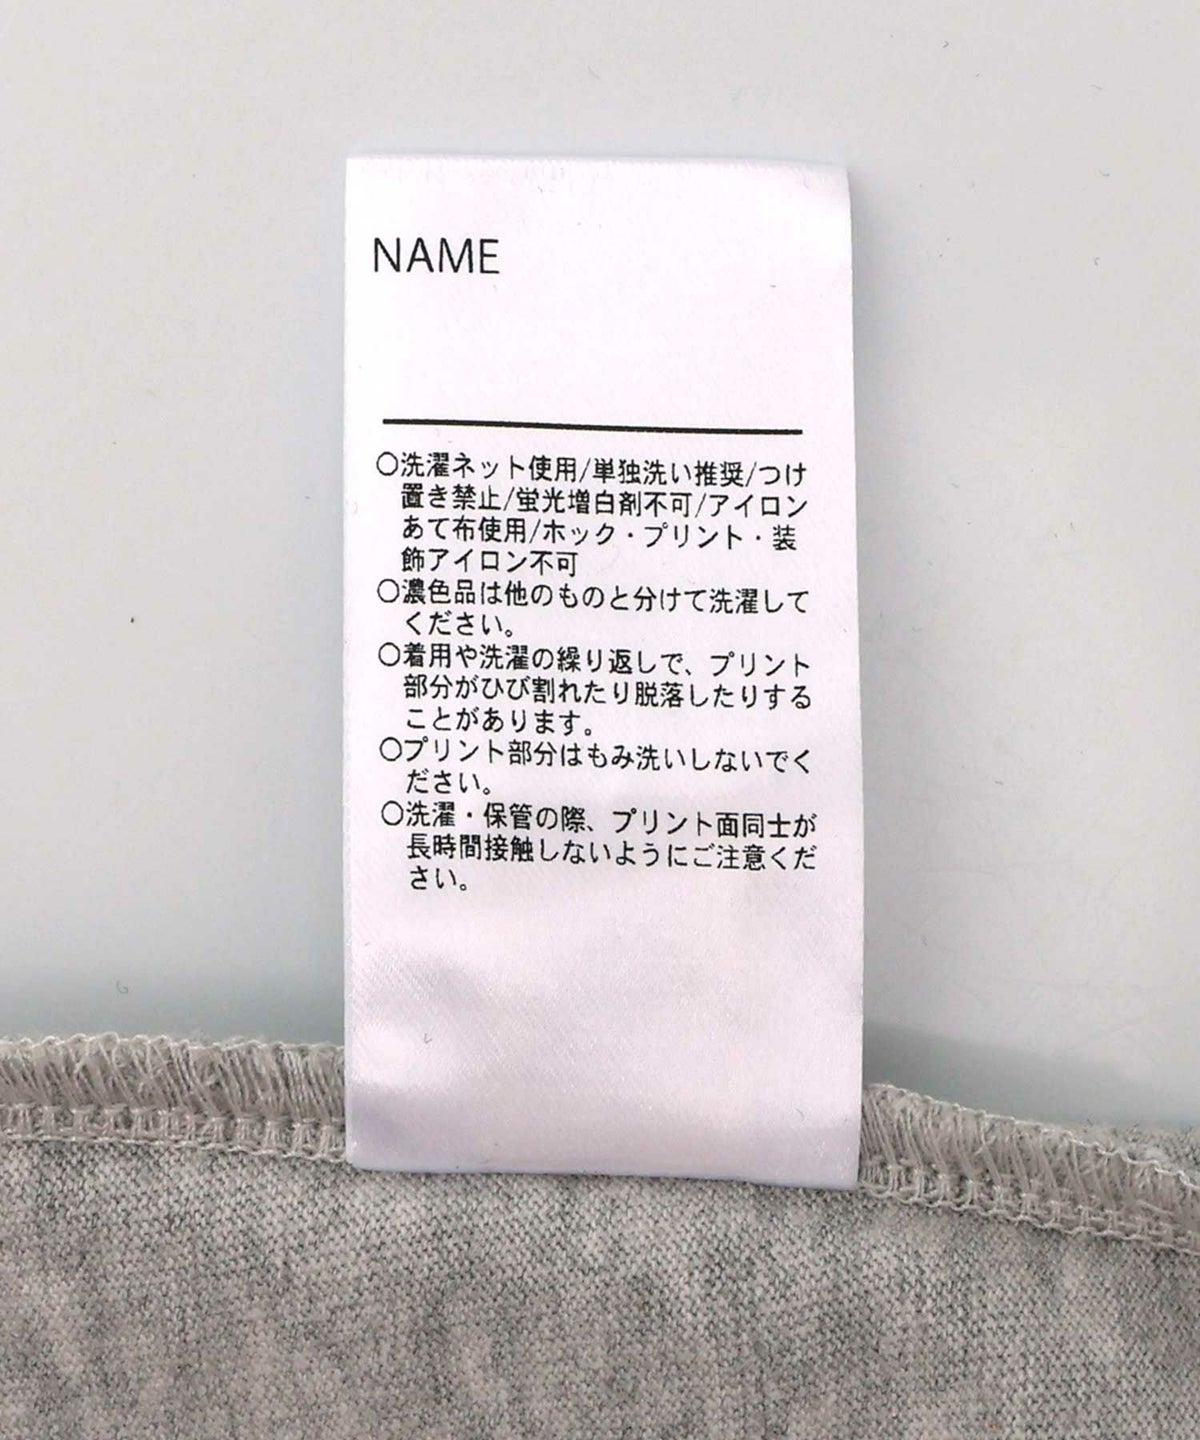 NAME
○洗濯ネット使用/単独洗い推奨/つけ
置き禁止/蛍光増白剤不可/アイロン
あて布使用/ホック・プリント・装
飾アイロン不可
○濃色品は他のものと分けて洗濯して
ください。
○着用や洗濯の繰り返しで、プリント
部分がひび割れたり脱落したりする
ことがあります。
○プリント部分はもみ洗いしないでく
ださい。
○洗濯・保管の際、プリント面同士が
長時間接触しないようにご注意くだ
さい。